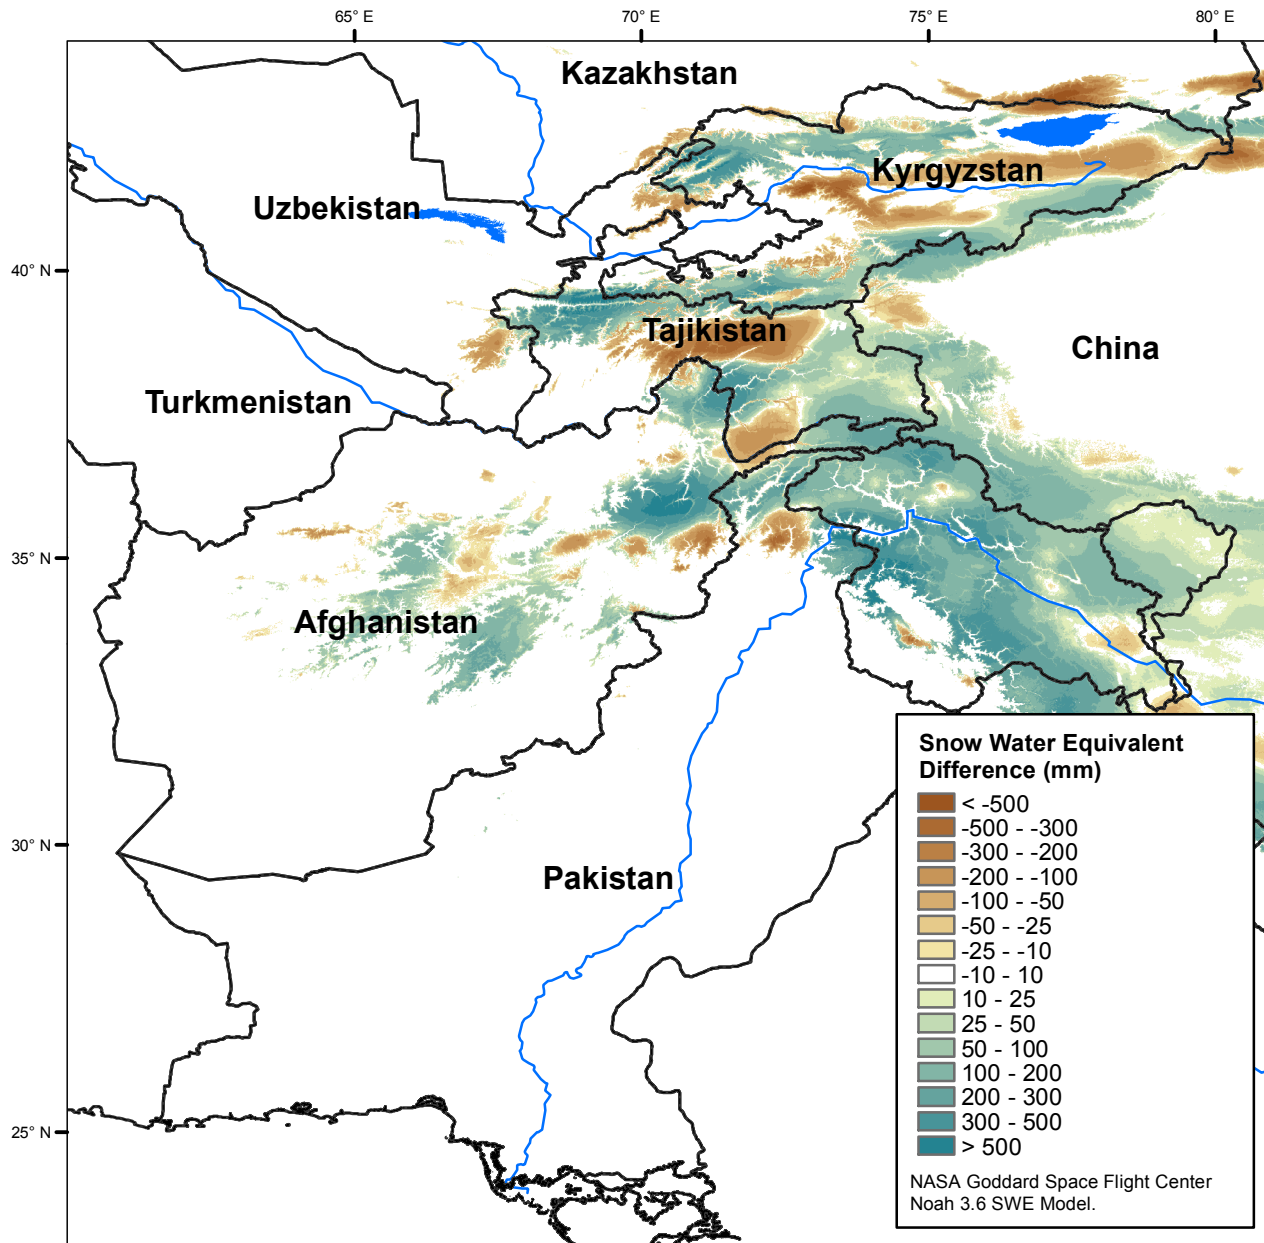 65° E
70° E
75° E
80° E
Kazakhstan
Kyrgyzstan
Uzbekistan
40° N
Tajikistan
China
Turkmenistan
35° N
Afghanistan
Snow Water Equivalent
Difference (mm)
< -500
-500 - -300
-300 - -200
-200 - -100
-100 - -50
-50 - -25
-25 - -10
-10 - 10
10 - 25
25 - 50
50 - 100
100 - 200
200 - 300
300 - 500
> 500
NASA Goddard Space Flight Center
Noah 3.6 SWE Model.
30° N
Pakistan
25° N